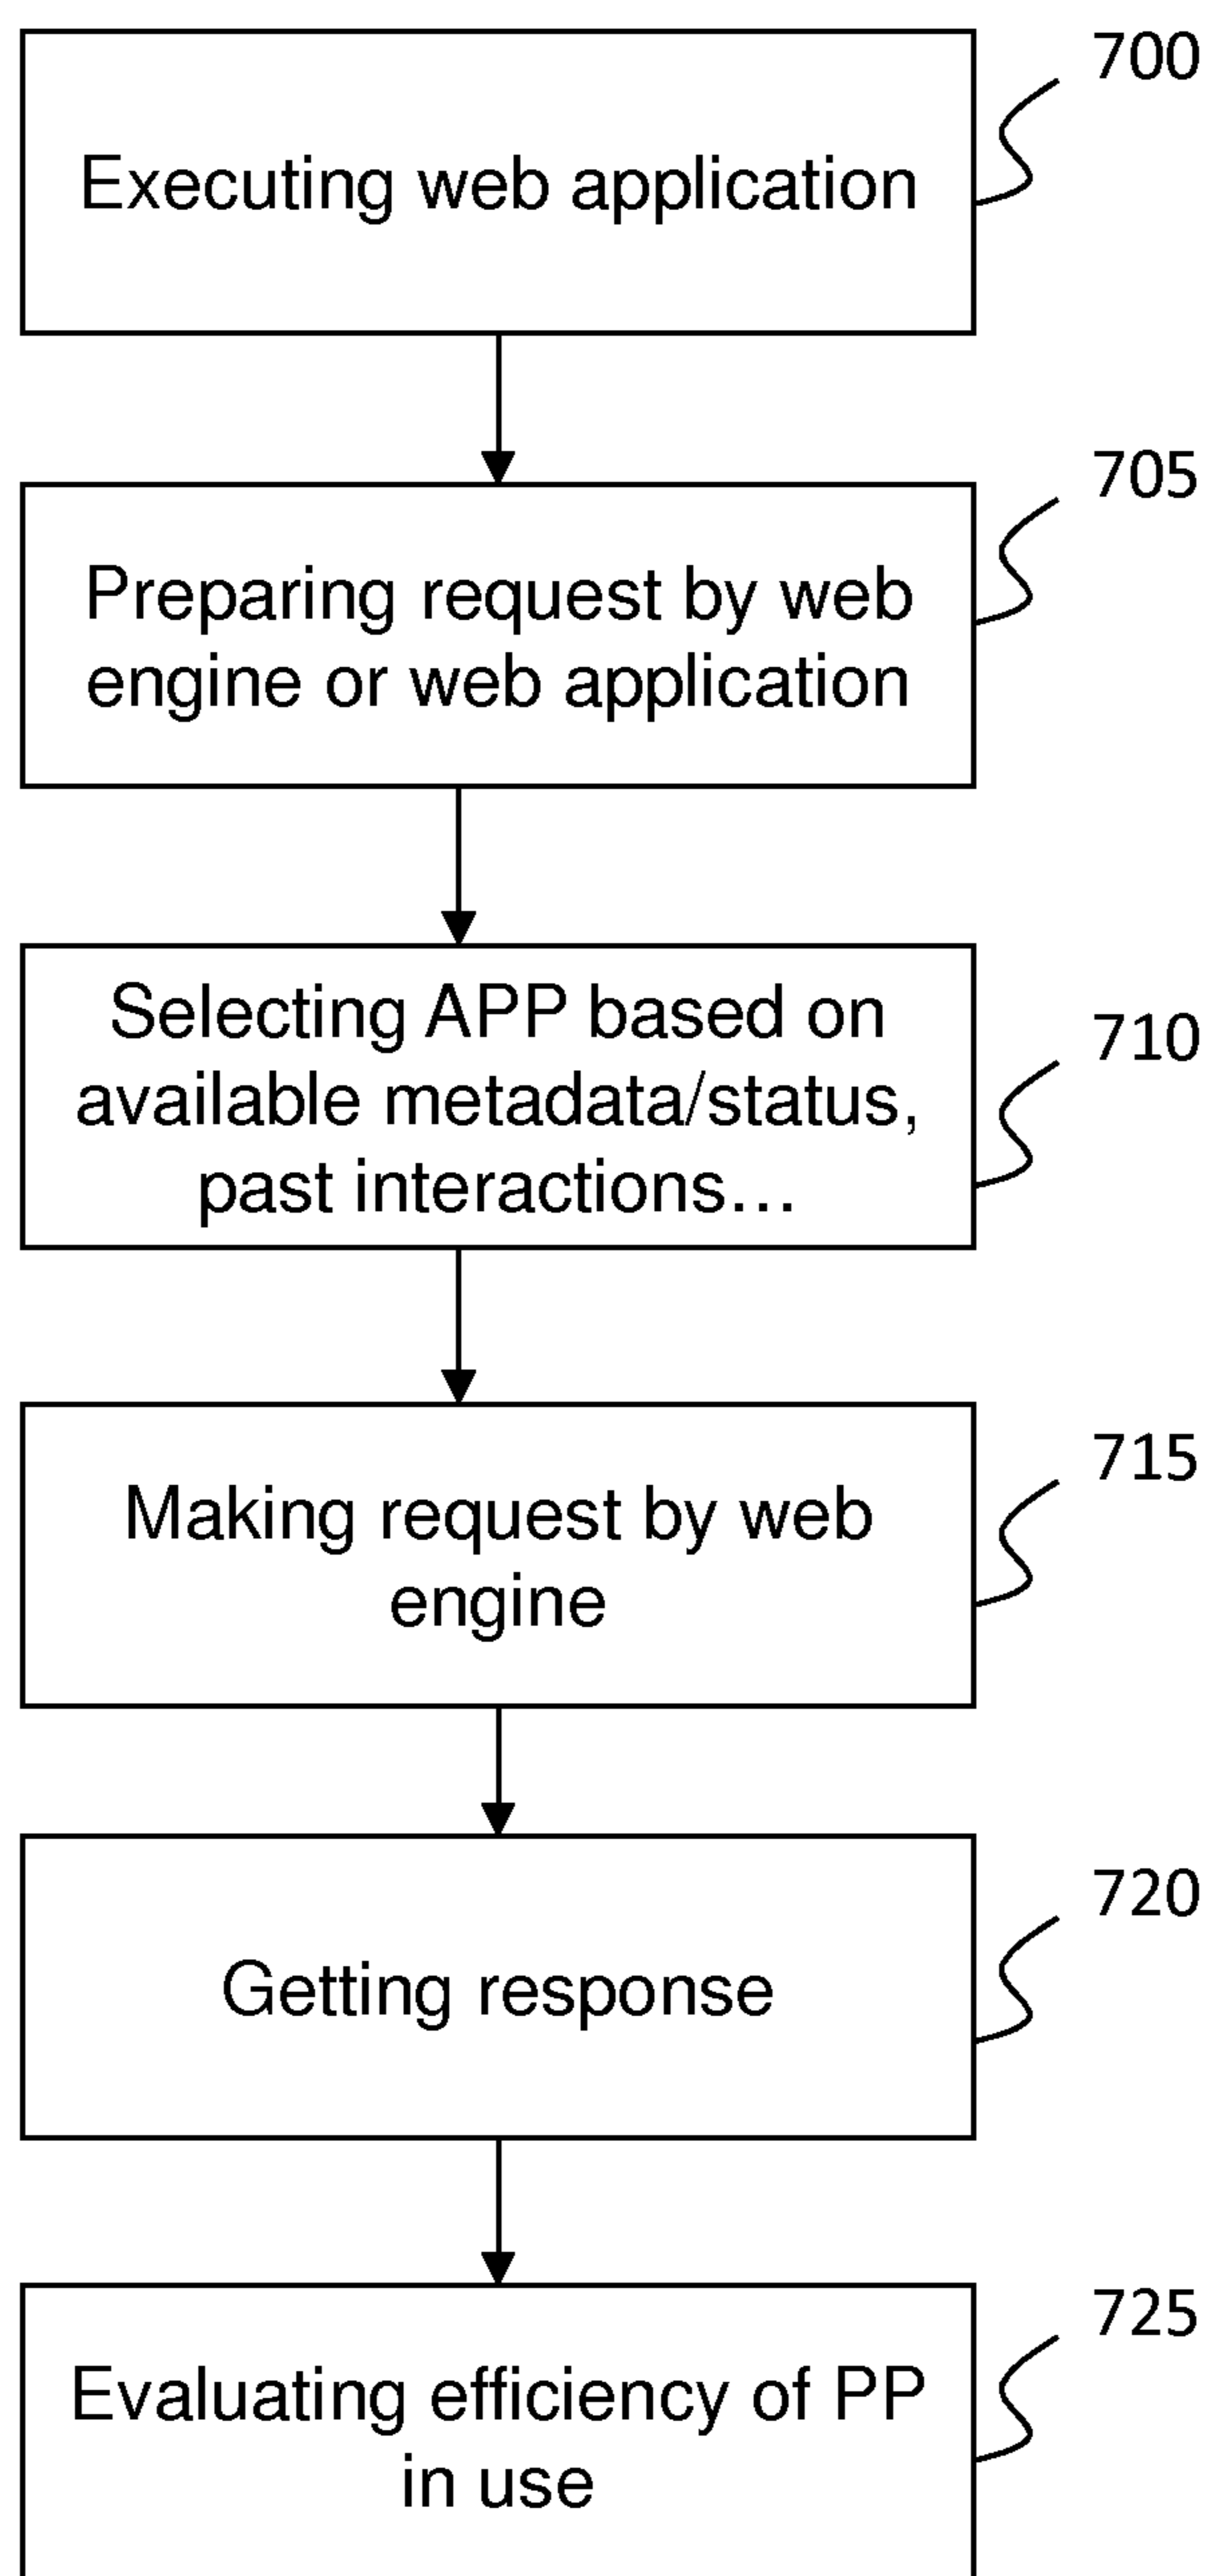 700
Executing web application
705
Preparing request by web
engine or web application
Selecting APP based on
710
available metadata/status,
past interactions...
715
Making request by web
engine
720
Getting response
725
Evaluating efficiency of PP
in use